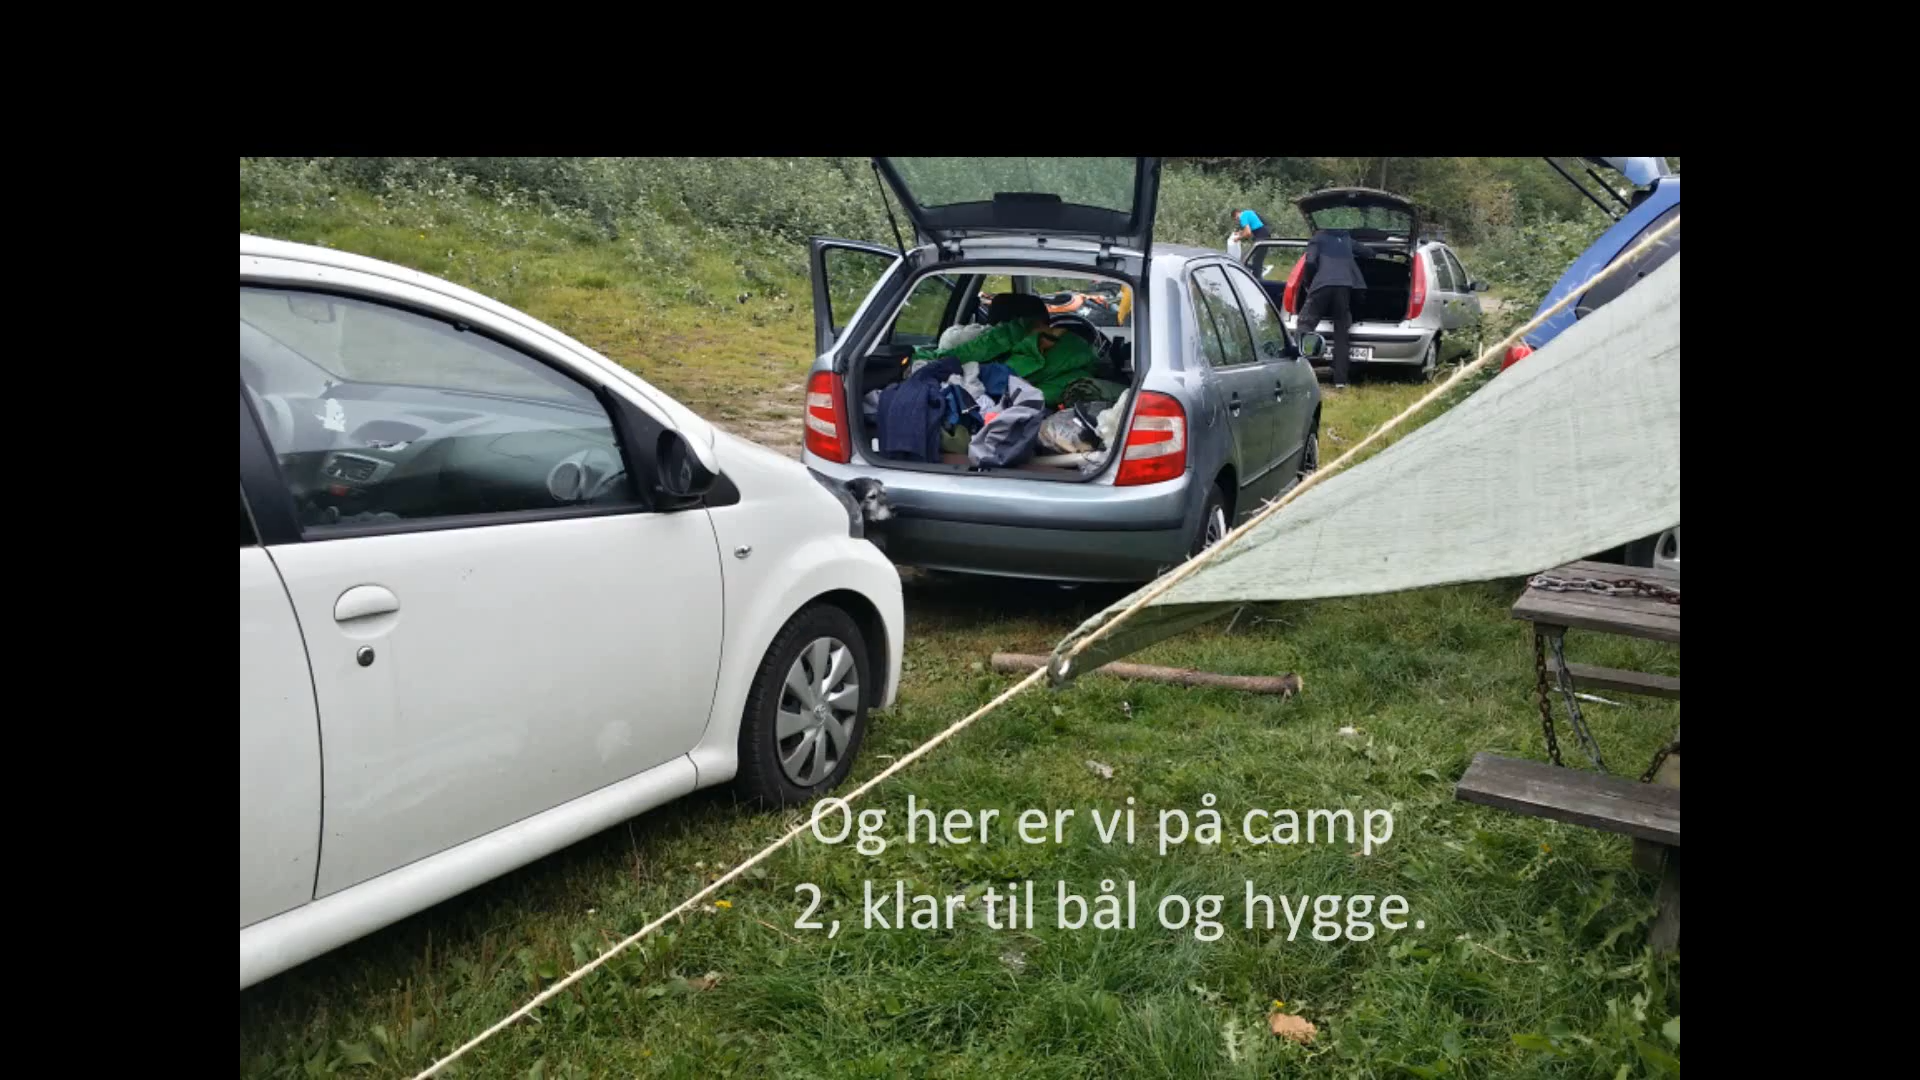 Og her er vi på camp
2, klar til bål og hygge.